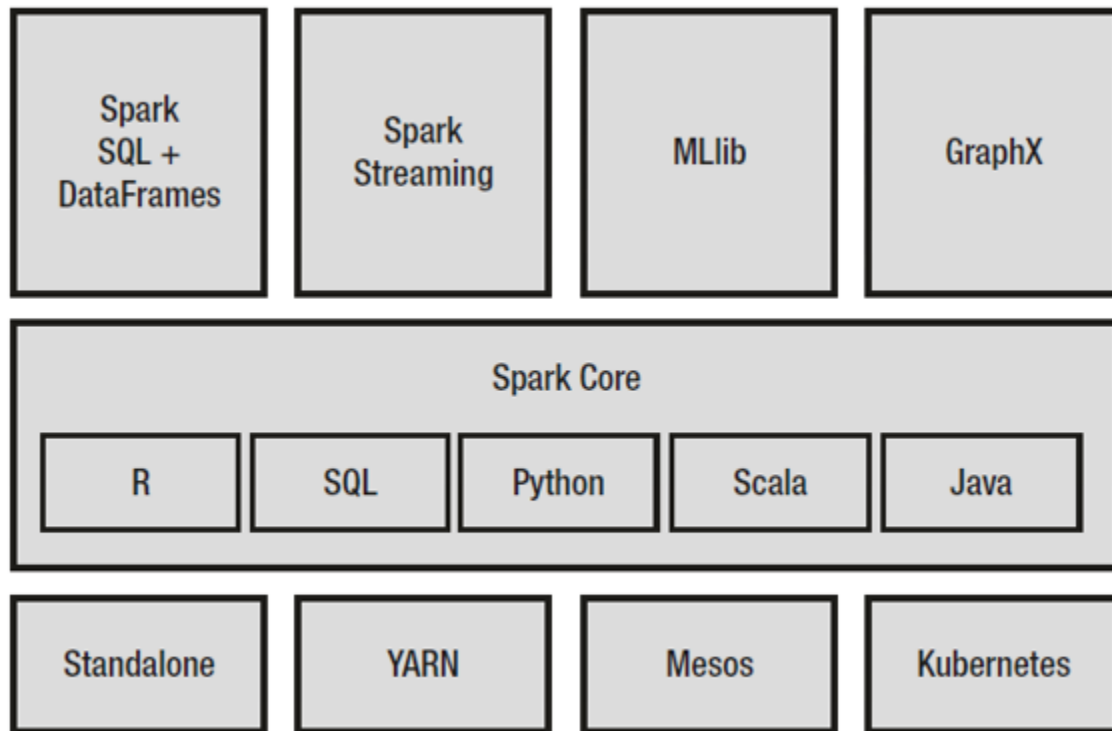 Spark
SQL +
DataFrames
Spark
Streaming
MLlib
GraphX
Spark Core
R
SQL
Python
Scala
Java
Standalone
YARN
Mesos
Kubernetes